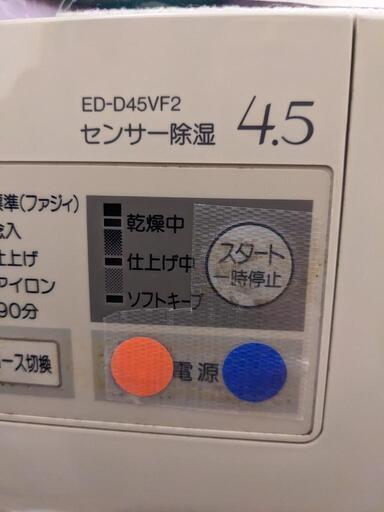 ED-D45VF2
センサー除湿 4.5
準(ファジィ)
入
上げ
アイロン
90分
乾燥中
仕上げ中
ソフトキープ
スタート
一時停止
ース切換
電源